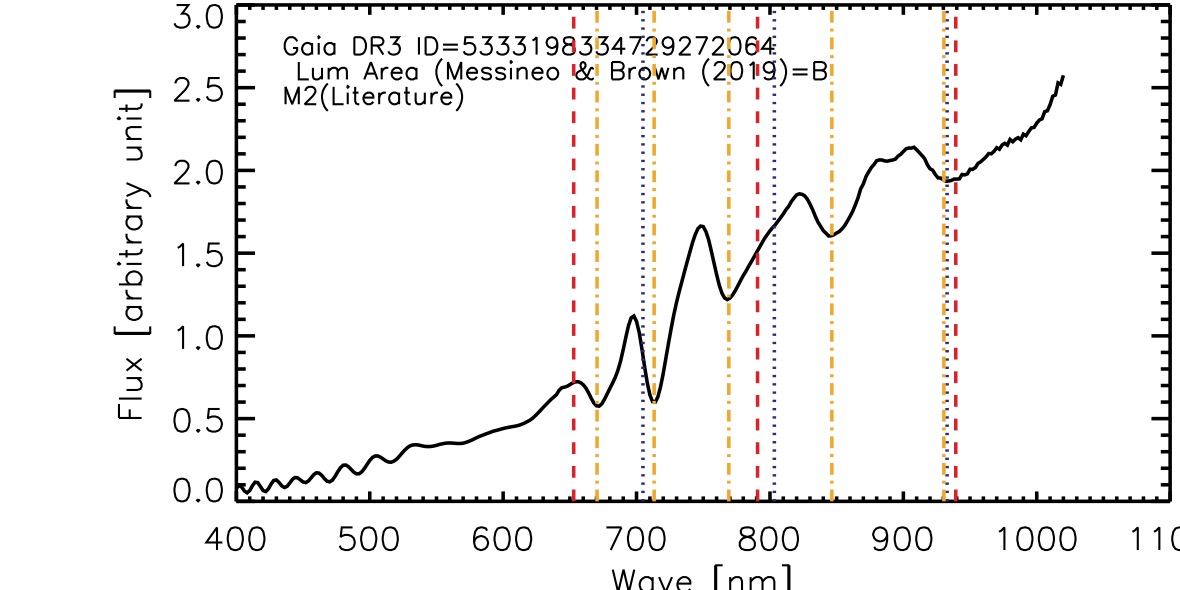 3.0
Gaia DR3 ID=5333198334729272064
Lum Area (Messineo & Brown (2019)=B
M2(Literature)
2.5
2.0
1.5
1.0
0.5
0.0
Flux [arbitrary unit]
400 500 600 700 800 900 1000 110
Wave [nm]